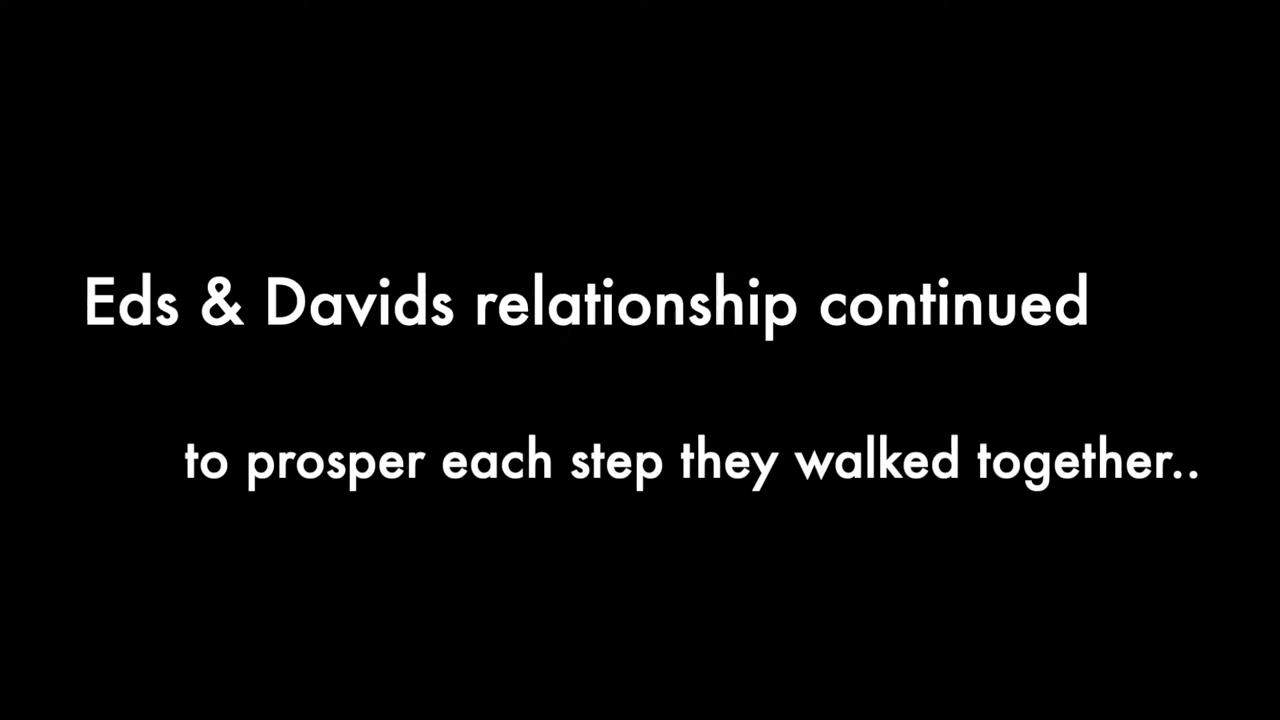 Eds & Davids relationship continued
to prosper each step they walked together..